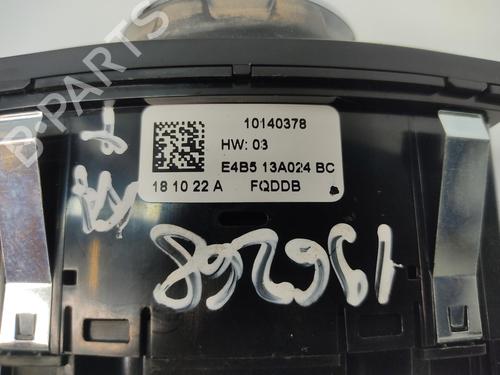 B-PARTS
10140378
HW: 03
E4B5 13A024 BC
18 10 22 A FQDDB